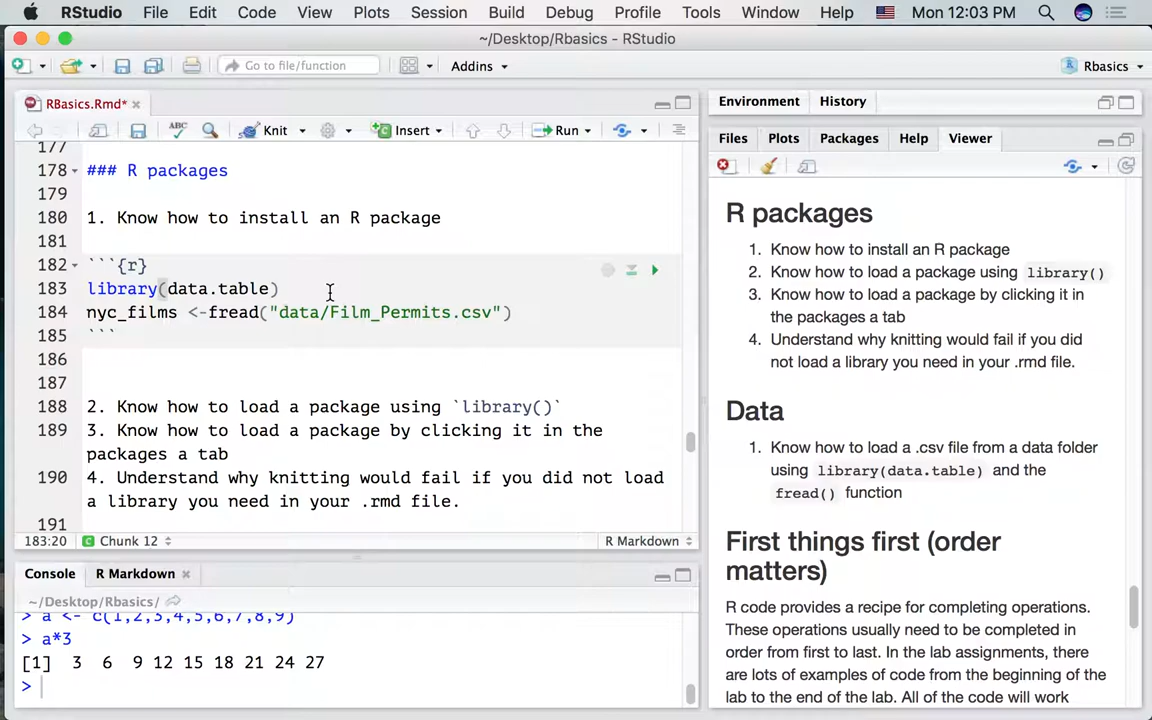 RStudio File Edit Code View Plots Session Build Debug Profile Tools Window Help Mon 12:03 PM
~/Desktop/Rbasics - RStudio
Go to file/function Addins Rbasics
RBasics.Rmd*
ABC Knit Insert Run
177
178 ### R packages
179
180 1. Know how to install an R package
181
182 ```{r}
183 library(data.table)
184 nyc_films <-fread("data/Film_Permits.csv")
185 ```
186
187
188 2. Know how to load a package using `library()`
189 3. Know how to load a package by clicking it in the
packages a tab
190 4. Understand why knitting would fail if you did not load
a library you need in your .rmd file.
191
183:20 Chunk 12 R Markdown
Console R Markdown
~/Desktop/Rbasics/
> a <- c(1,2,3,4,5,6,7,8,9)
> a*3
[1] 3 6 9 12 15 18 21 24 27
>
Environment History
Files Plots Packages Help Viewer
R packages
1. Know how to install an R package
2. Know how to load a package using library()
3. Know how to load a package by clicking it in
the packages a tab
4. Understand why knitting would fail if you did
not load a library you need in your .rmd file.
Data
1. Know how to load a .csv file from a data folder
using library(data.table) and the
fread() function
First things first (order
matters)
R code provides a recipe for completing operations.
These operations usually need to be completed in
order from first to last. In the lab assignments, there
are lots of examples of code from the beginning of the
lab to the end of the lab. All of the code will work